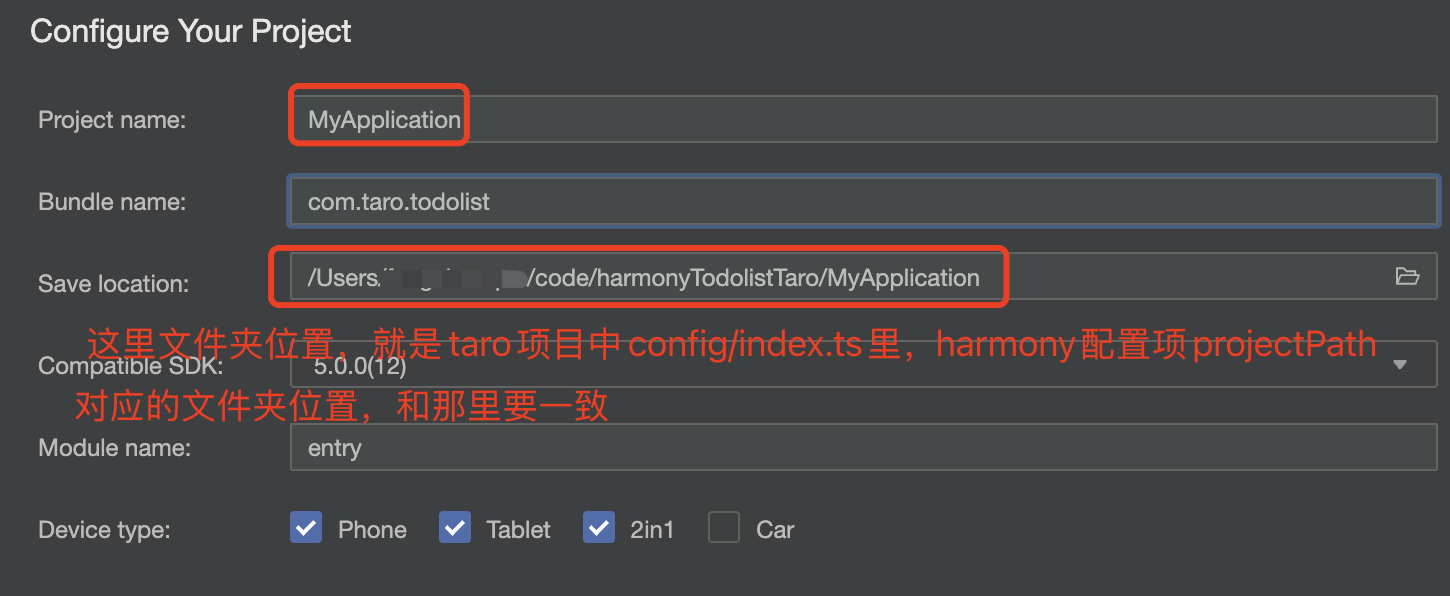 Configure Your Project
Project name: MyApplication
Bundle name: com.taro.todolist
Save location: /Users/ /code/harmonyTodolistTaro/MyApplication
这里文件夹位置，就是taro项目中config/index.ts里，harmony配置项projectPath
Compatible SDK: 5.0.0(12)
对应的文件夹位置，和那里要一致
Module name: entry
Device type: Phone Tablet 2in1 Car